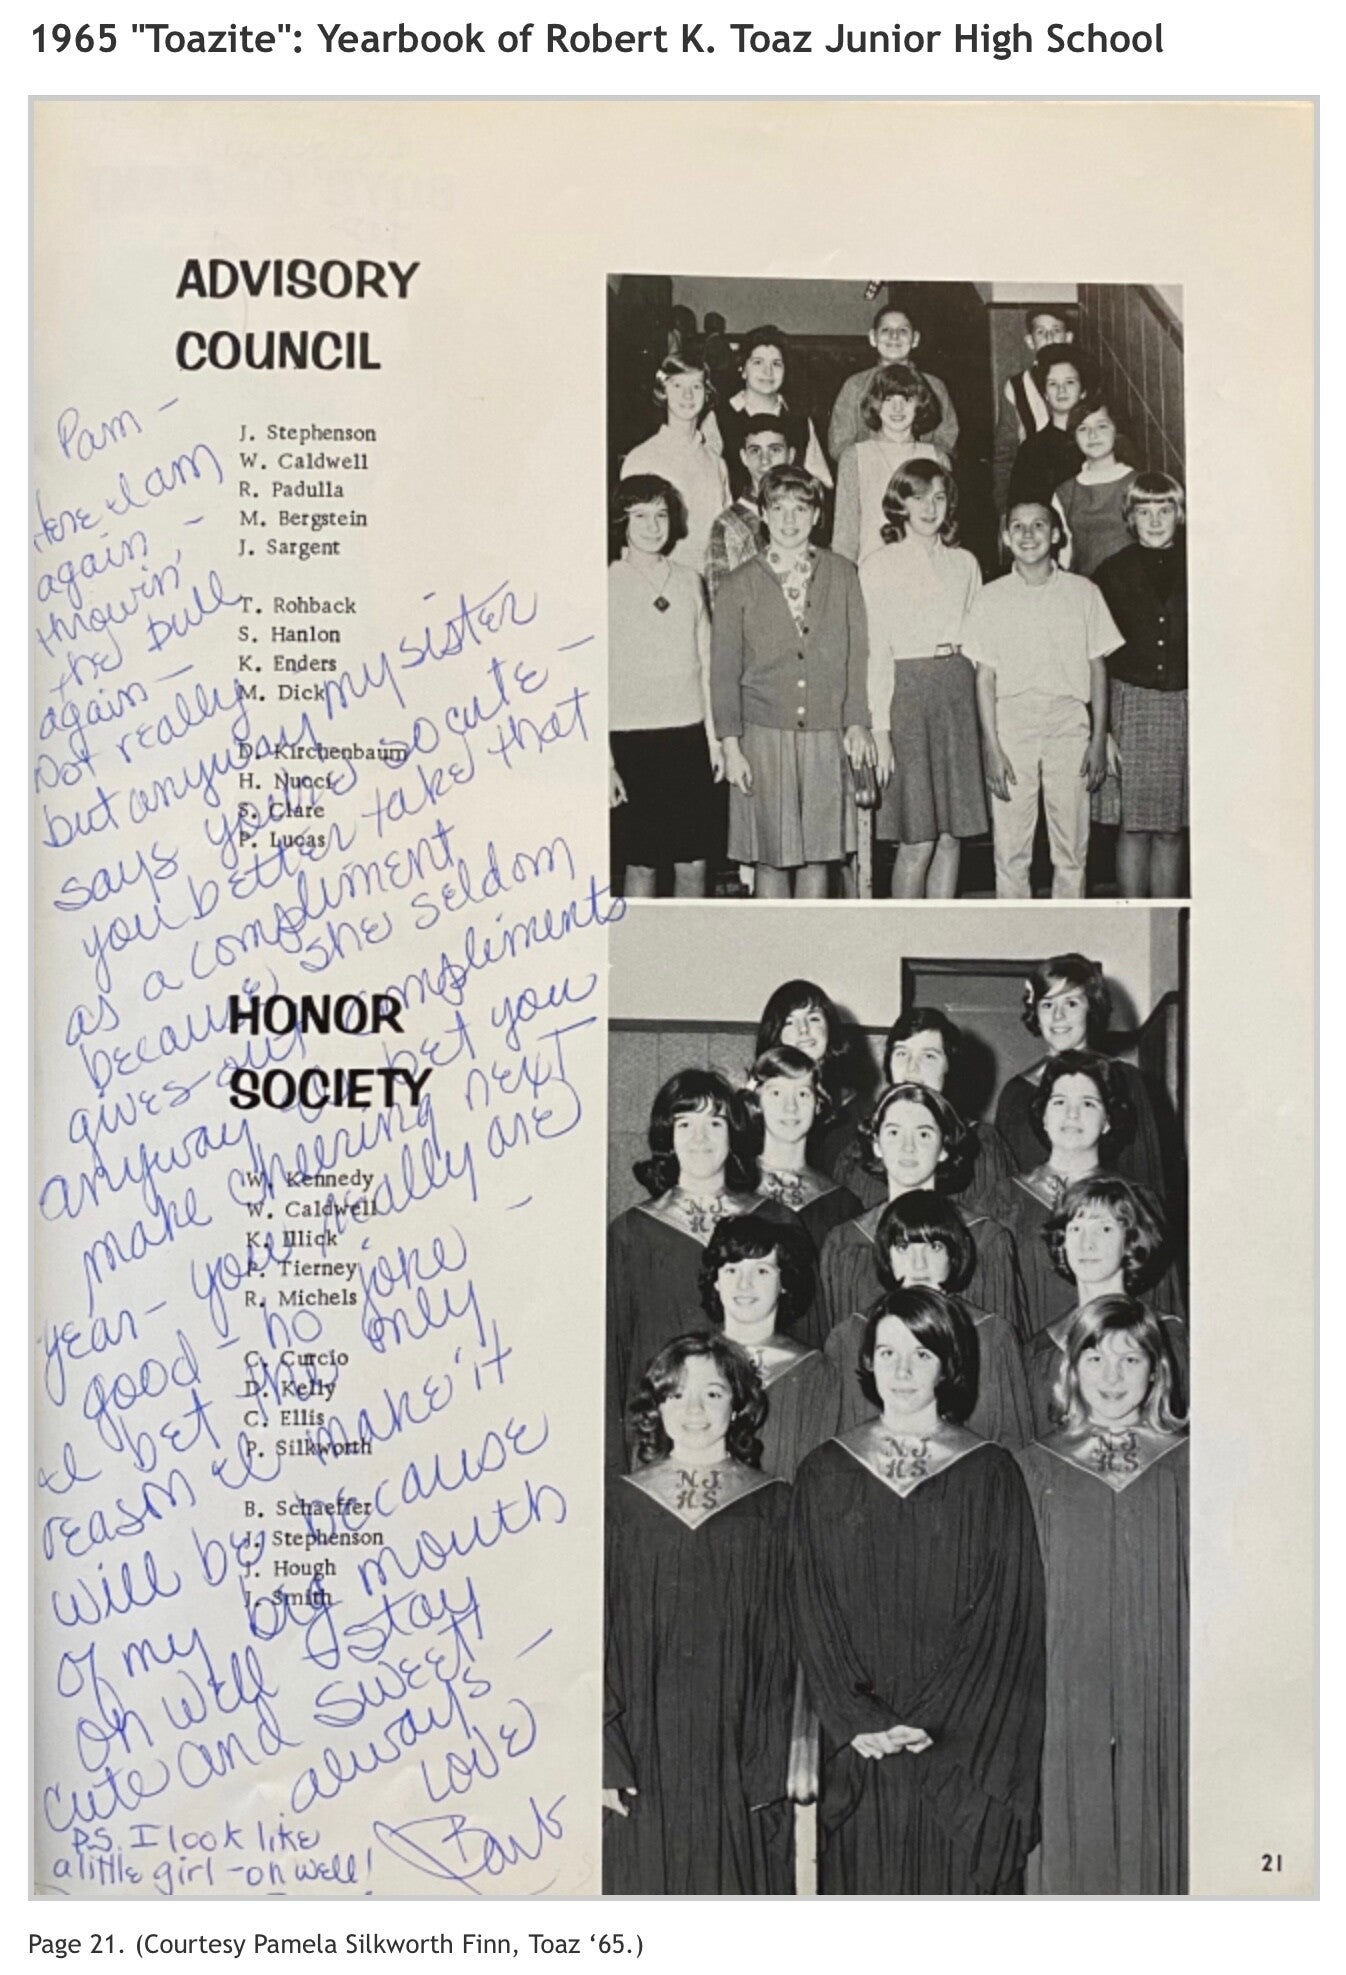 1965 "Toazite": Yearbook of Robert K. Toaz Junior High School
ADVISORY
COUNCIL
J. Stephenson
W. Caldwell
R. Padulla
M. Bergstein
J. Sargent
T. Rohback
S. Hanlon
K. Enders
M. Dick
D. Kirchenbaum
H. Nucci
S. Clare
P. Lucas
HONOR
SOCIETY
W. Kennedy
W. Caldwell
K. Illick
P. Tierney
R. Michels
C. Curcio
D. Kelly
C. Ellis
P. Silkworth
B. Schaeffer
J. Stephenson
J. Hough
J. Smith
Pam -
Here I am
again -
throwin'
the bull
again -
Not really
but anyway my sister
says you're so cute -
you better take that
as a compliment
because she seldom
gives out compliments
anyway I bet you
make cheering next
year - you really are
good - no joke -
I bet the only
reason I make it
will be because
of my big mouth
oh well stay
cute and sweet
always -
Love
Barb
P.S. I look like
a little girl - oh well!
N.J.
H.S.
N.J.
H.S.
N
J
N.J.
H.S.
N.J.
H.S.
N.J.
H.S.
21
Page 21. (Courtesy Pamela Silkworth Finn, Toaz ‘65.)